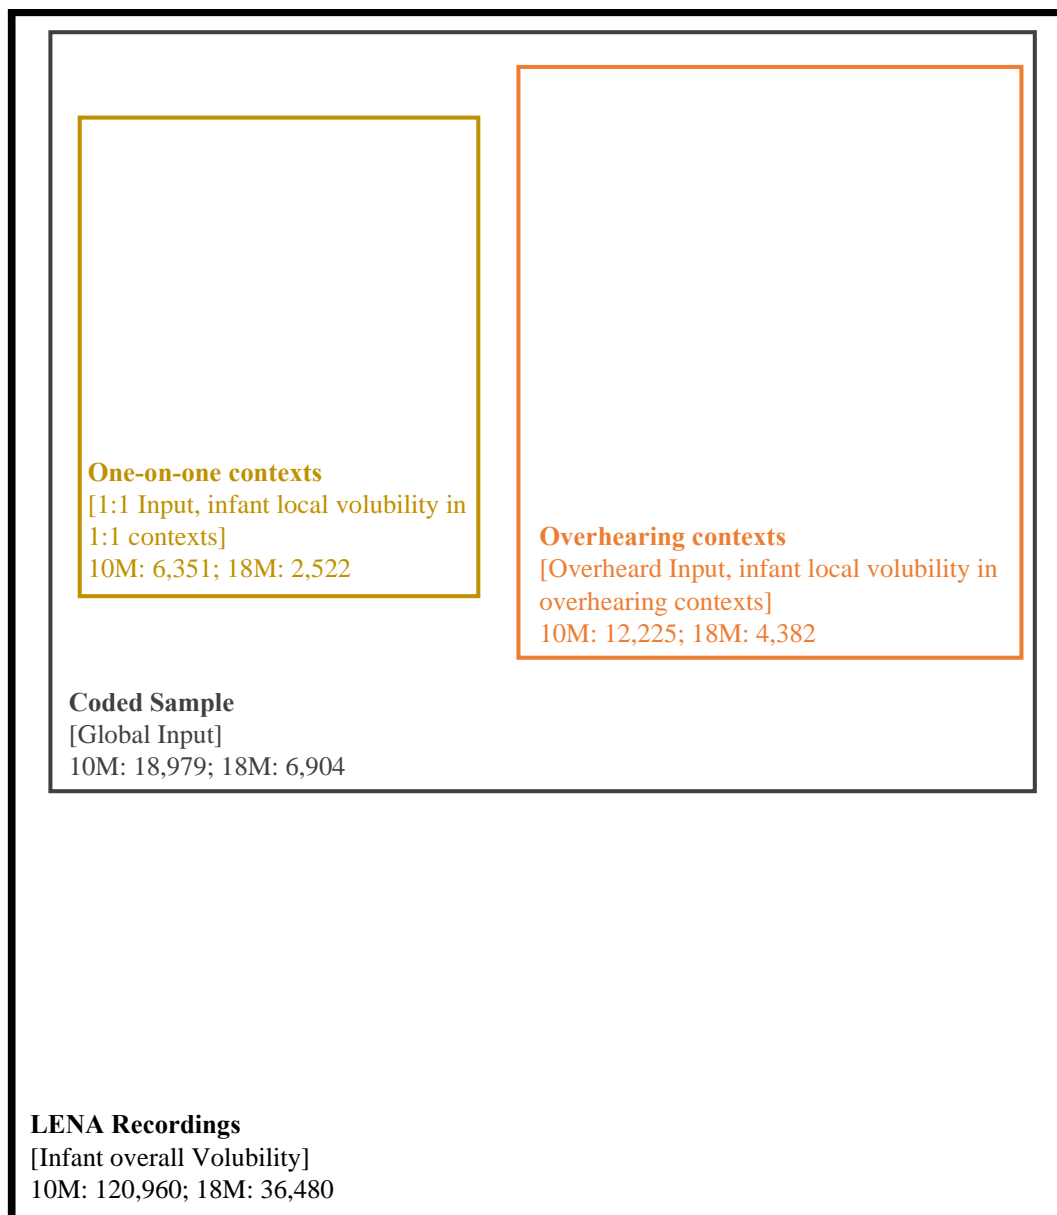 One-on-one contexts
[1:1 Input, infant local volubility in
1:1 contexts]
10M: 6,351; 18M: 2,522
Overhearing contexts
[Overheard Input, infant local volubility in
overhearing contexts]
10M: 12,225; 18M: 4,382
Coded Sample
[Global Input]
10M: 18,979; 18M: 6,904
LENA Recordings
[Infant overall Volubility]
10M: 120,960; 18M: 36,480